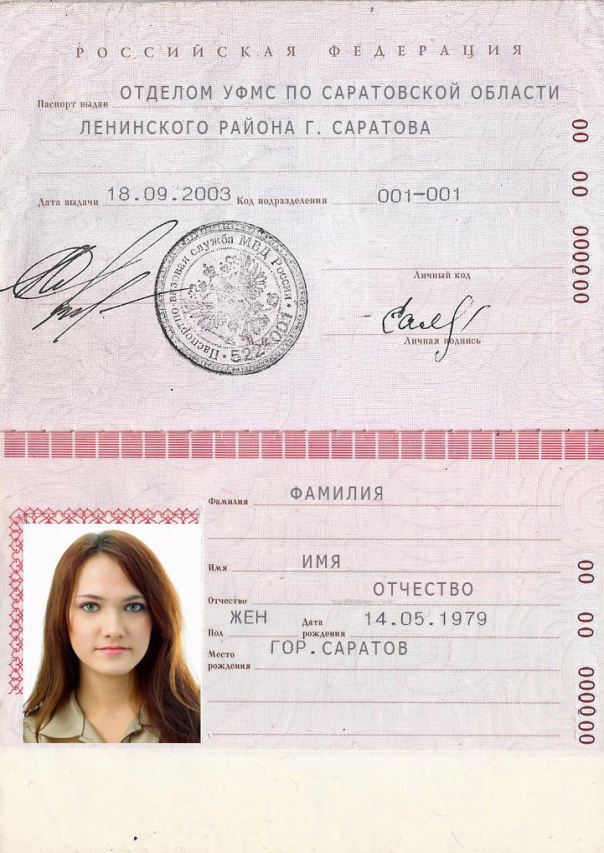 РОССИЙСКАЯ ФЕДЕРАЦИЯ
Паспорт выдан ОТДЕЛОМ УФМС ПО САРАТОВСКОЙ ОБЛАСТИ
ЛЕНИНСКОГО РАЙОНА Г. САРАТОВА
Дата выдачи 18.09.2003 Код подразделения 001-001
00 00 000000
Паспортно-визовая служба МВД России • 522-001
М.П.
Личный код
Личная подпись
Фамилия ФАМИЛИЯ
Имя ИМЯ
Отчество ОТЧЕСТВО
Пол ЖЕН Дата рождения 14.05.1979
Место рождения ГОР.САРАТОВ
00 00 000000